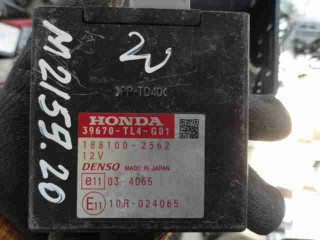 M2159.20
2W
>PP-TD40<
HONDA
39670-TL4-G01
188100-2562
12V
DENSO MADE IN JAPAN
e11 03 4065
E11 10R-024065